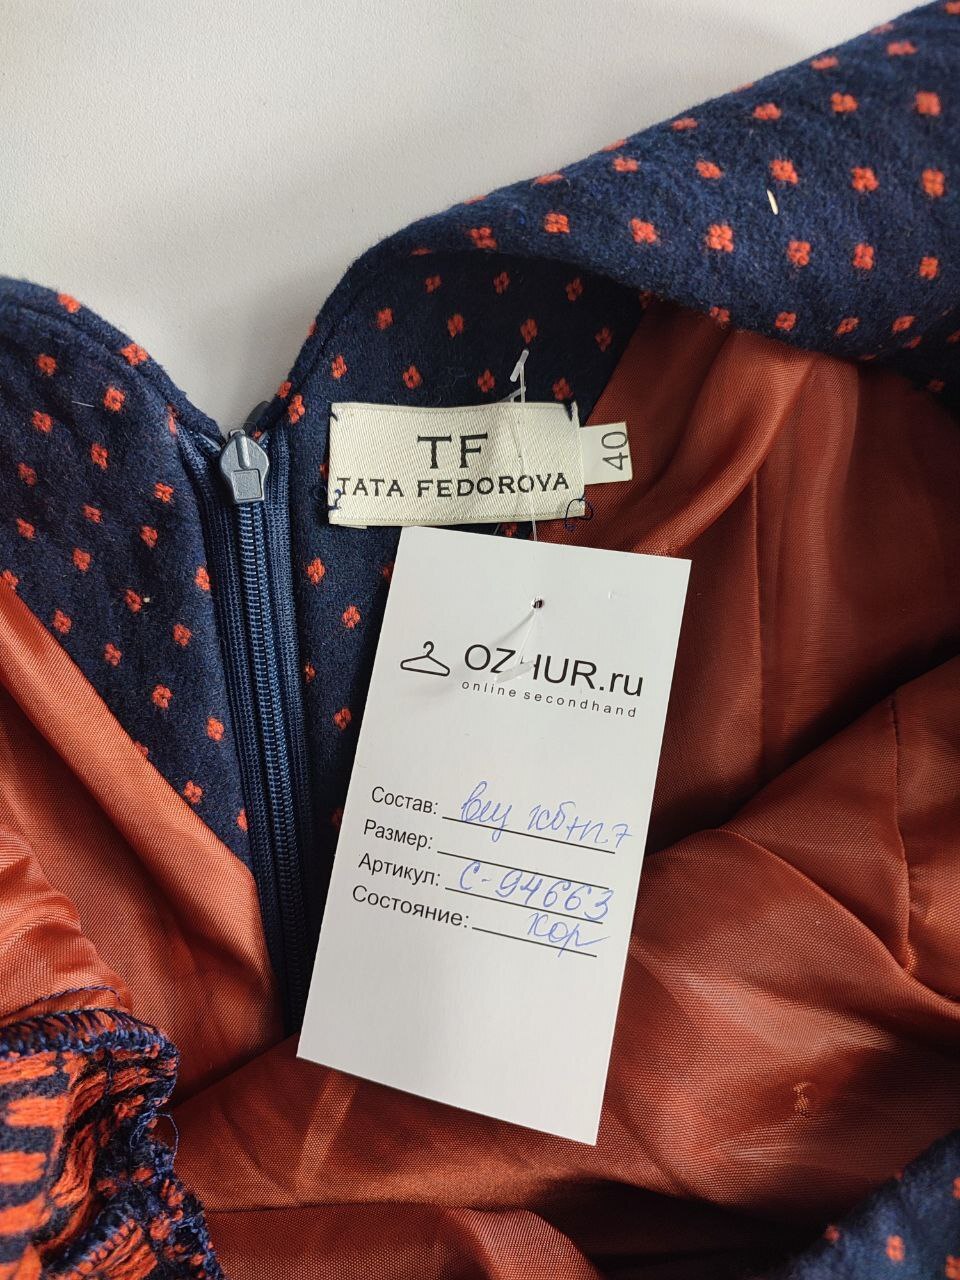 TF
TATA FEDOROVA
40
OZHUR.ru
online secondhand
Состав:
Размер:
Артикул: С-94663
Состояние: хор